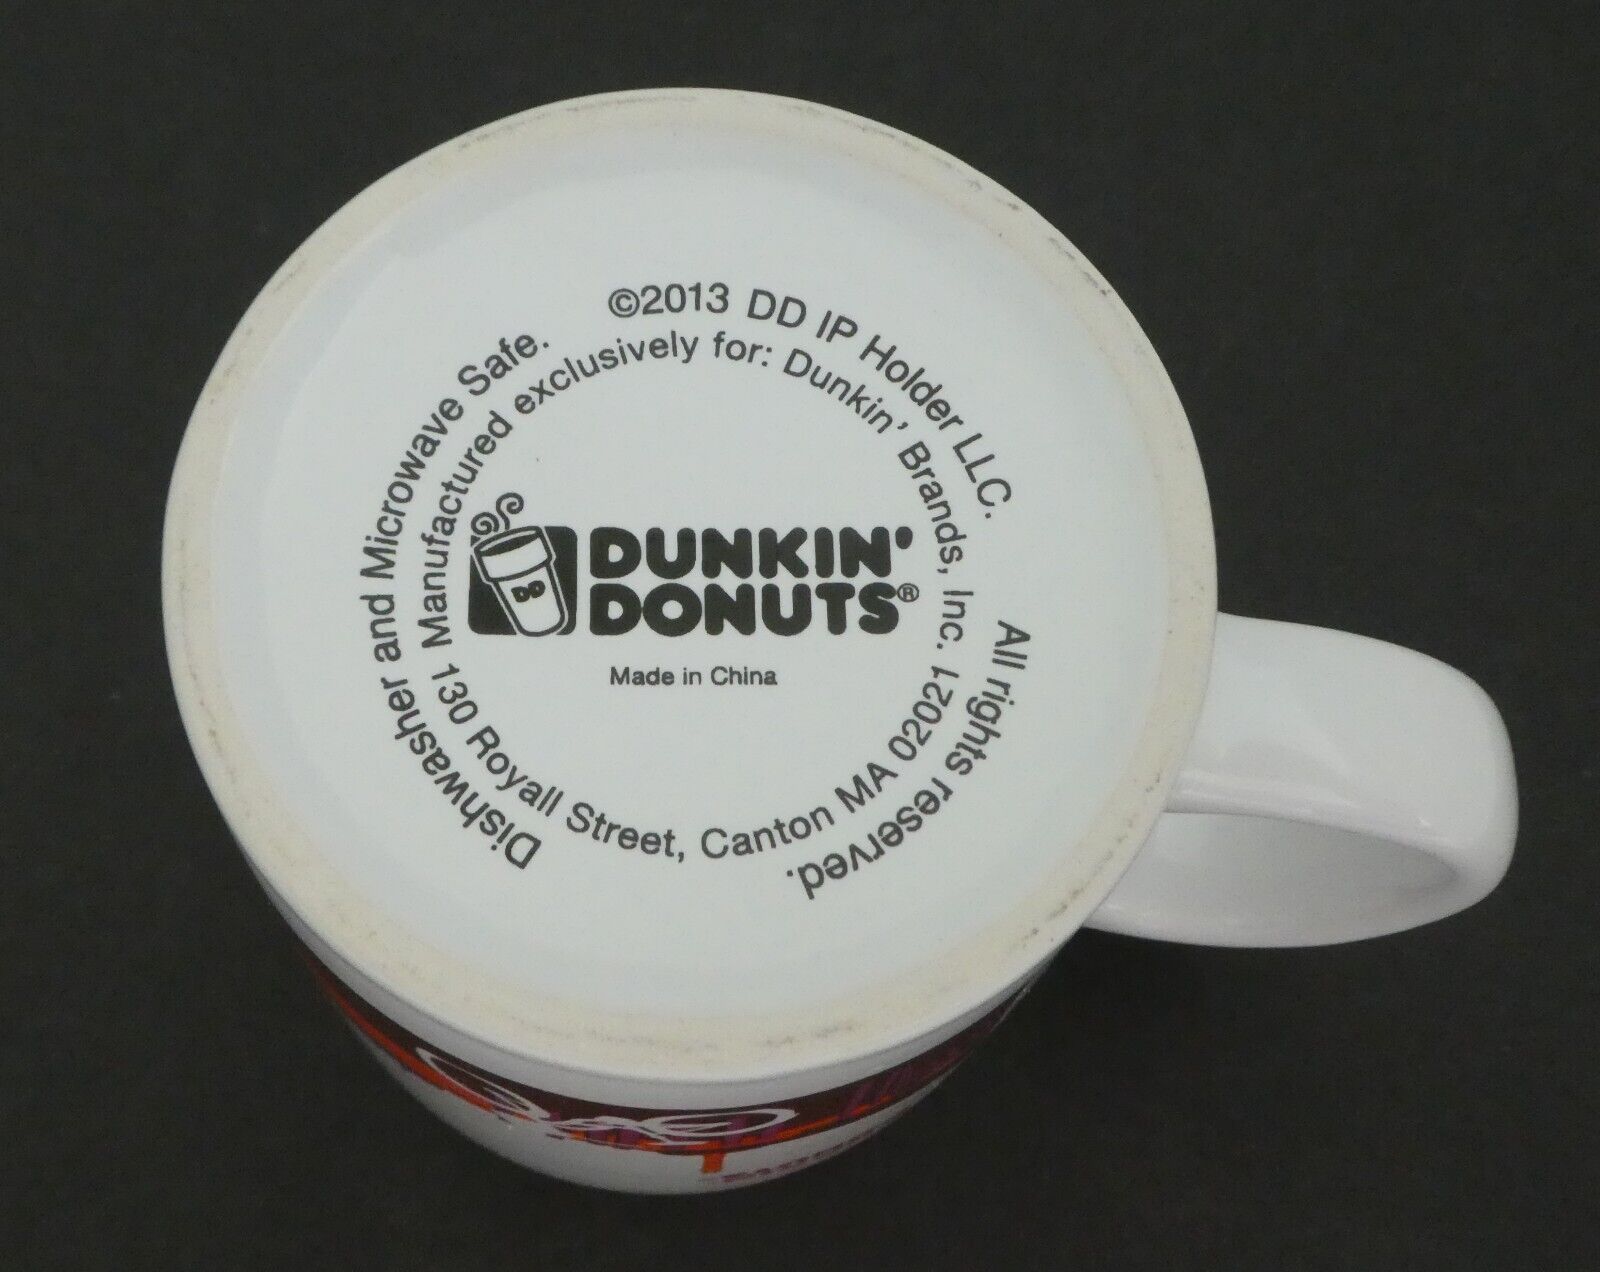 ©2013 DD IP Holder LLC.
All rights reserved.
Dishwasher and Microwave Safe.
Manufactured exclusively for: Dunkin' Brands, Inc.
130 Royall Street, Canton MA 02021
DD
DUNKIN'
DONUTS®
Made in China